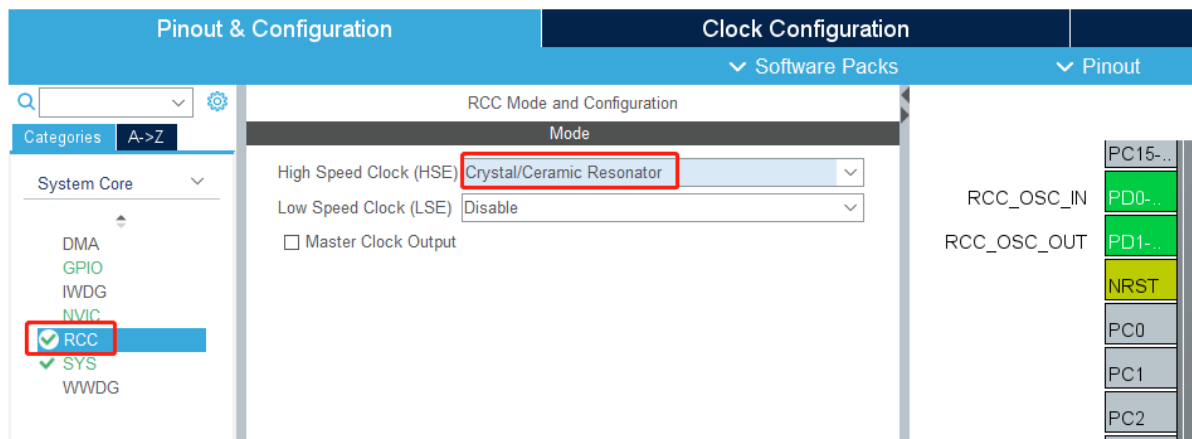 Pinout & Configuration
Clock Configuration
Software Packs
Pinout
Categories
A->Z
System Core
DMA
GPIO
IWDG
NVIC
RCC
SYS
WWDG
RCC Mode and Configuration
Mode
High Speed Clock (HSE) Crystal/Ceramic Resonator
Low Speed Clock (LSE) Disable
Master Clock Output
PC15-..
RCC_OSC_IN PD0-..
RCC_OSC_OUT PD1-..
NRST
PC0
PC1
PC2